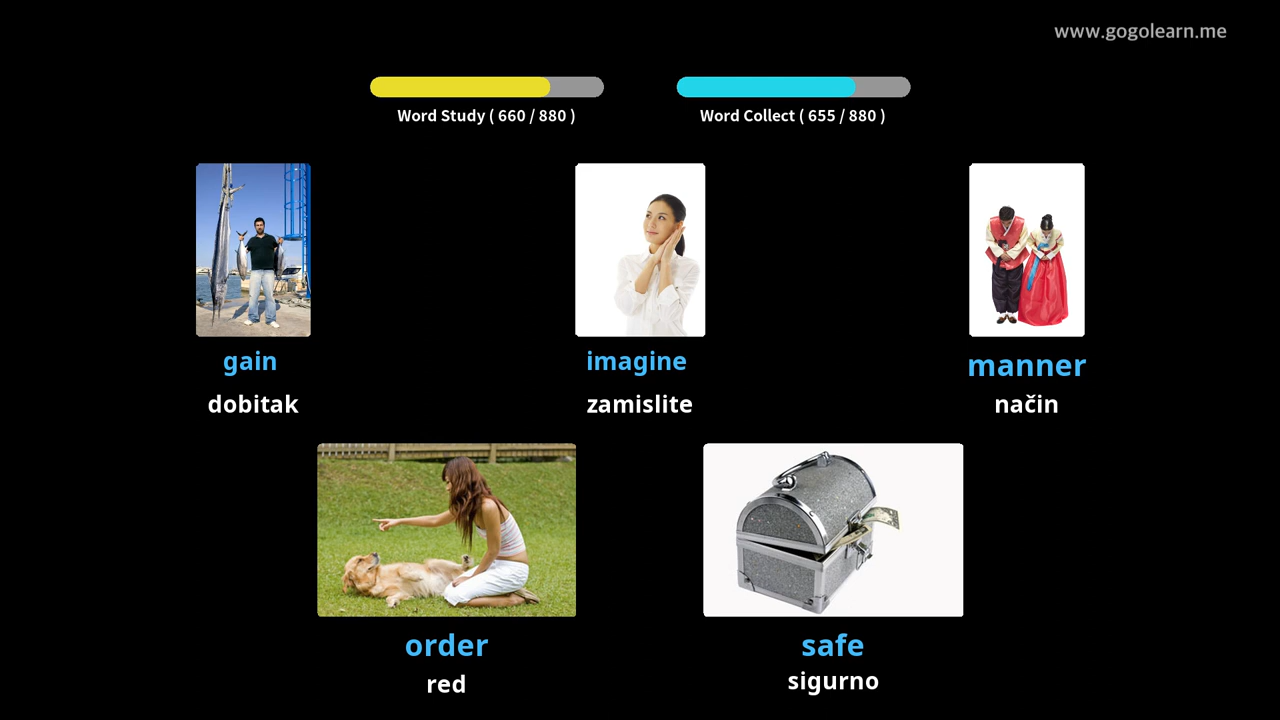 www.gogolearn.me
Word Study ( 660 / 880 )
Word Collect ( 655 / 880 )
gain
imagine
manner
dobitak
zamislite
način
order
safe
red
sigurno